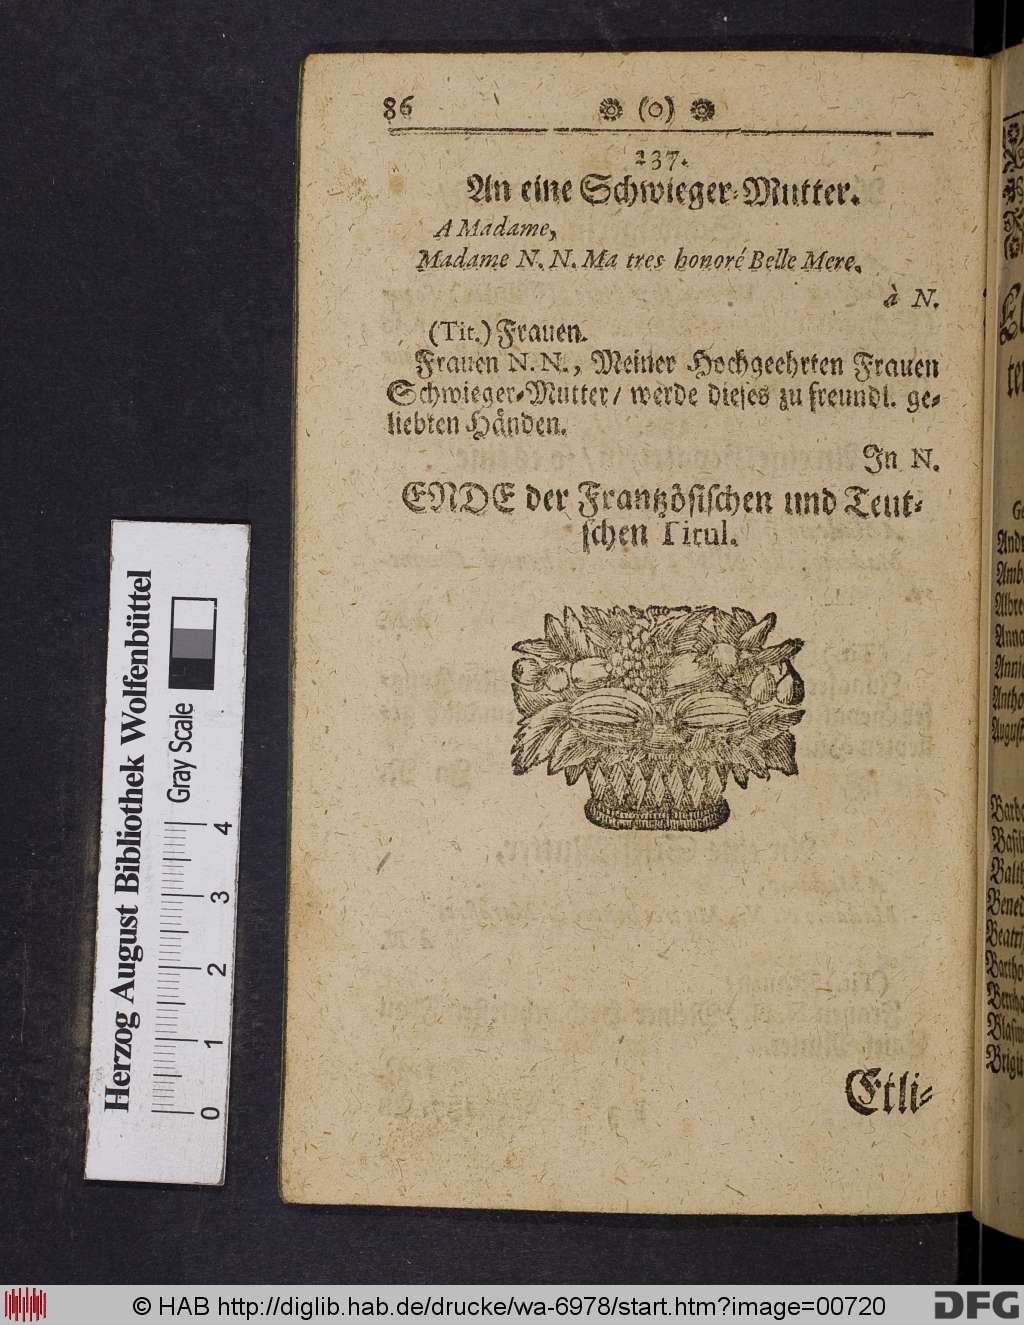 86 (o)
237.
An eine Schwieger-Mutter.
A Madame,
Madame N. N. Ma tres honoré Belle Mere.
à N.
(Tit.) Frauen.
Frauen N. N., Meiner Hochgeehrten Frauen
Schwieger-Mutter/ werde dieses zu freundl. ge-
liebten Händen.
In N.
ENDE der Frantzösischen und Teut-
schen Titul.
Etli-
Herzog August Bibliothek Wolfenbüttel
Gray Scale
0 1 2 3 4
© HAB http://diglib.hab.de/drucke/wa-6978/start.htm?image=00720
DFG